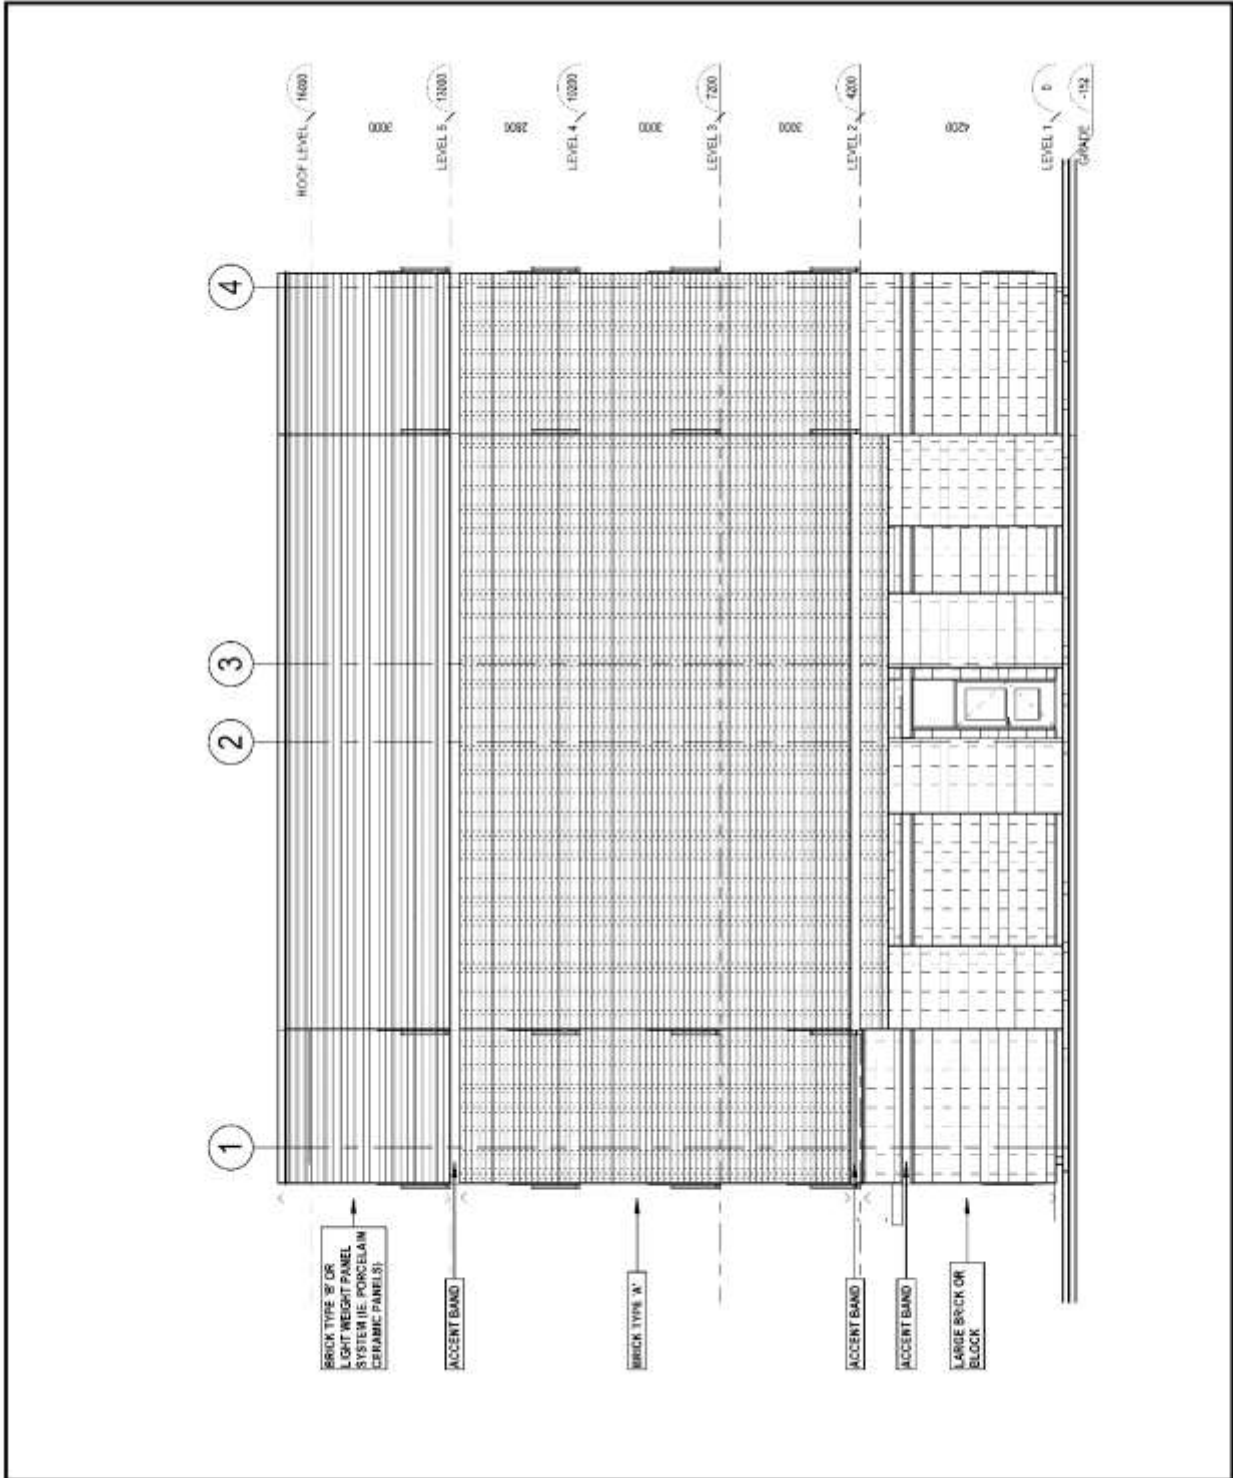 4
3
2
1
ROOF LEVEL
16000
3000
LEVEL 5
13000
2800
LEVEL 4
10200
3000
LEVEL 3
7200
3000
LEVEL 2
4200
4200
LEVEL 1
0
GRADE
-152
BRICK TYPE 'B' OR
LIGHT WEIGHT PANEL
SYSTEM (IE. PORCELAIN
CERAMIC PANELS)
ACCENT BAND
BRICK TYPE 'A'
ACCENT BAND
ACCENT BAND
LARGE BRICK OR
BLOCK